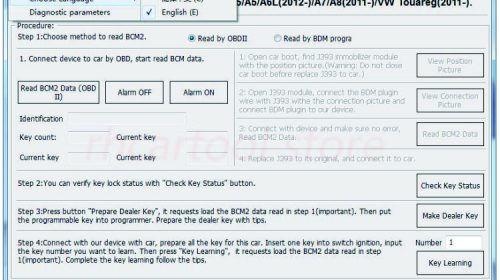 Diagnostic parameters
English (E)
/A5/A6/A6L(2012-)/A7/A8(2011-)/VW Touareg(2011-).
Procedure:
Step 1:Choose method to read BCM2.
Read by OBDII
Read by BDM progra
1. Connect device to car by OBD, start read BCM data.
Read BCM2 Data (OBD II)
Alarm OFF
Alarm ON
Identification
Key count:
Current key
Current key
Current key
1: Open car boot, find J393 immobilizer module with the position picture.(Warning: Do not close car boot before replace J393 to car.)
View Position Picture
2: Open J393 module, connect the BDM plugin wire with J393 withe the connection picture and connect BDM plugin to our device.
View Connection Picture
3: Connect with device and make sure no error, Read BCM2 Data.
Read BCM2 Data
4: Replace J393 to its original, and connect it to car.
Step 2:You can verify key lock status with "Check Key Status" button.
Check Key Status
Step 3:Press button "Prepare Dealer Key", it requests load the BCM2 data read in step 1(important). Then put the programmable key into programmer. Prepare the dealer key with tips.
Make Dealer Key
Step 4:Connect with our device with car, prepare all the key for this car. Insert one key into switch ignition, input the key number you want to learn. Then press "Key Learning", it requests load the BCM2 data read in step 1(important). Complete the key learning follow the tips.
Number
1
Key Learning
rhcartoolstore